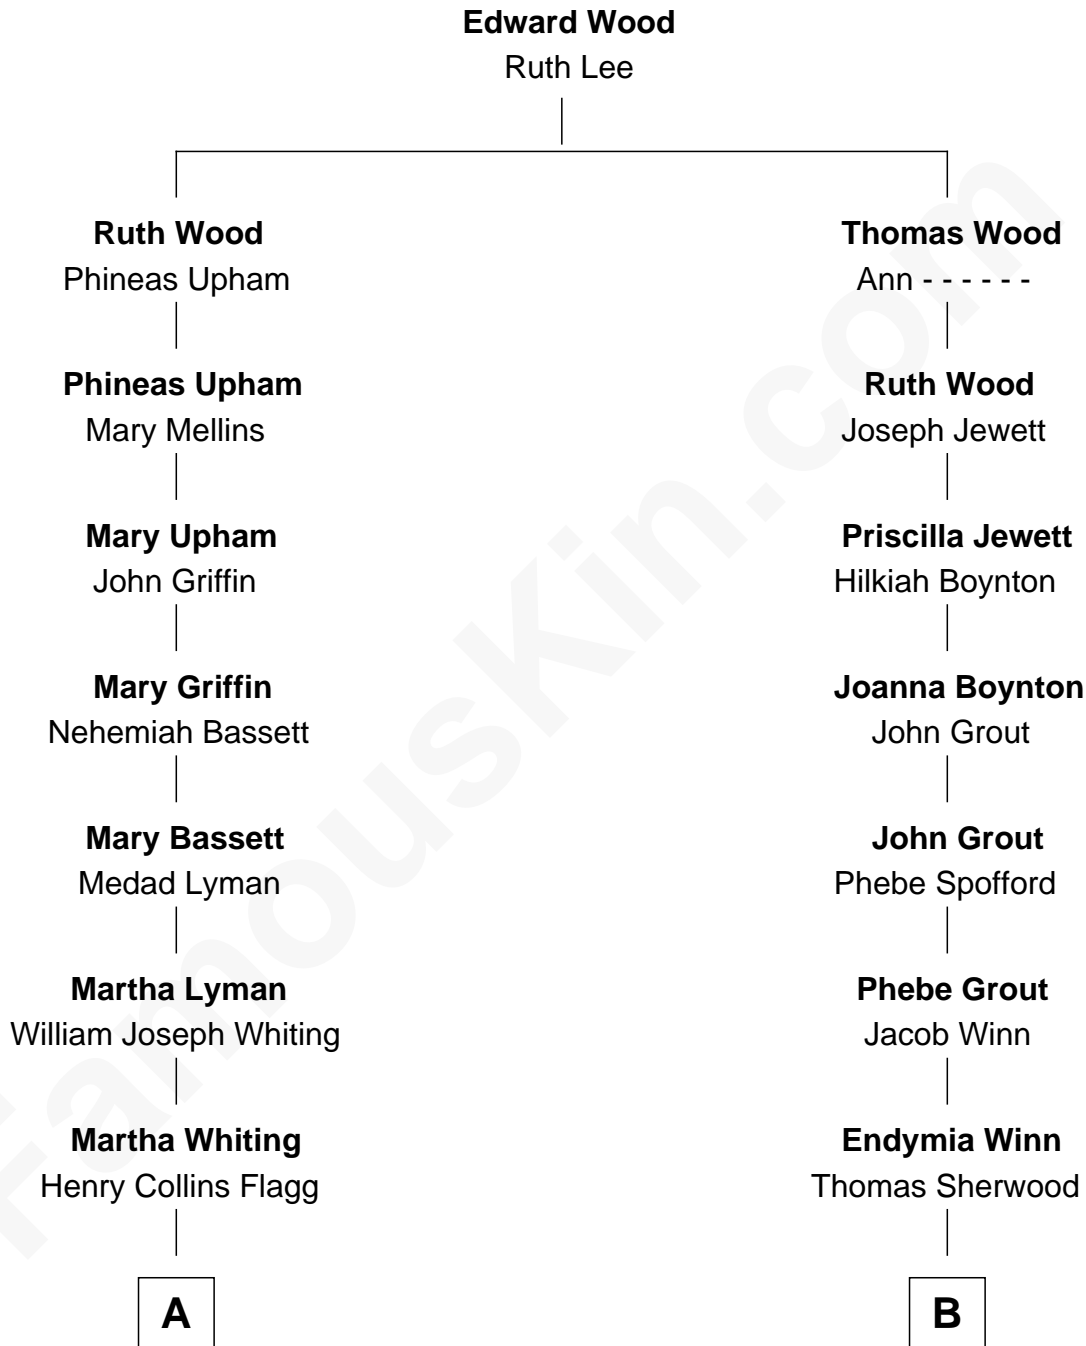 Edward Wood
Ruth Lee
Ruth Wood
Phineas Upham
Thomas Wood
Ann - - - - - -
Phineas Upham
Mary Mellins
Ruth Wood
Joseph Jewett
Mary Upham
John Griffin
Priscilla Jewett
Hilkiah Boynton
Mary Griffin
Nehemiah Bassett
Joanna Boynton
John Grout
Mary Bassett
Medad Lyman
John Grout
Phebe Spofford
Martha Lyman
William Joseph Whiting
Phebe Grout
Jacob Winn
Martha Whiting
Henry Collins Flagg
Endymia Winn
Thomas Sherwood
A
B
FamousKin.com